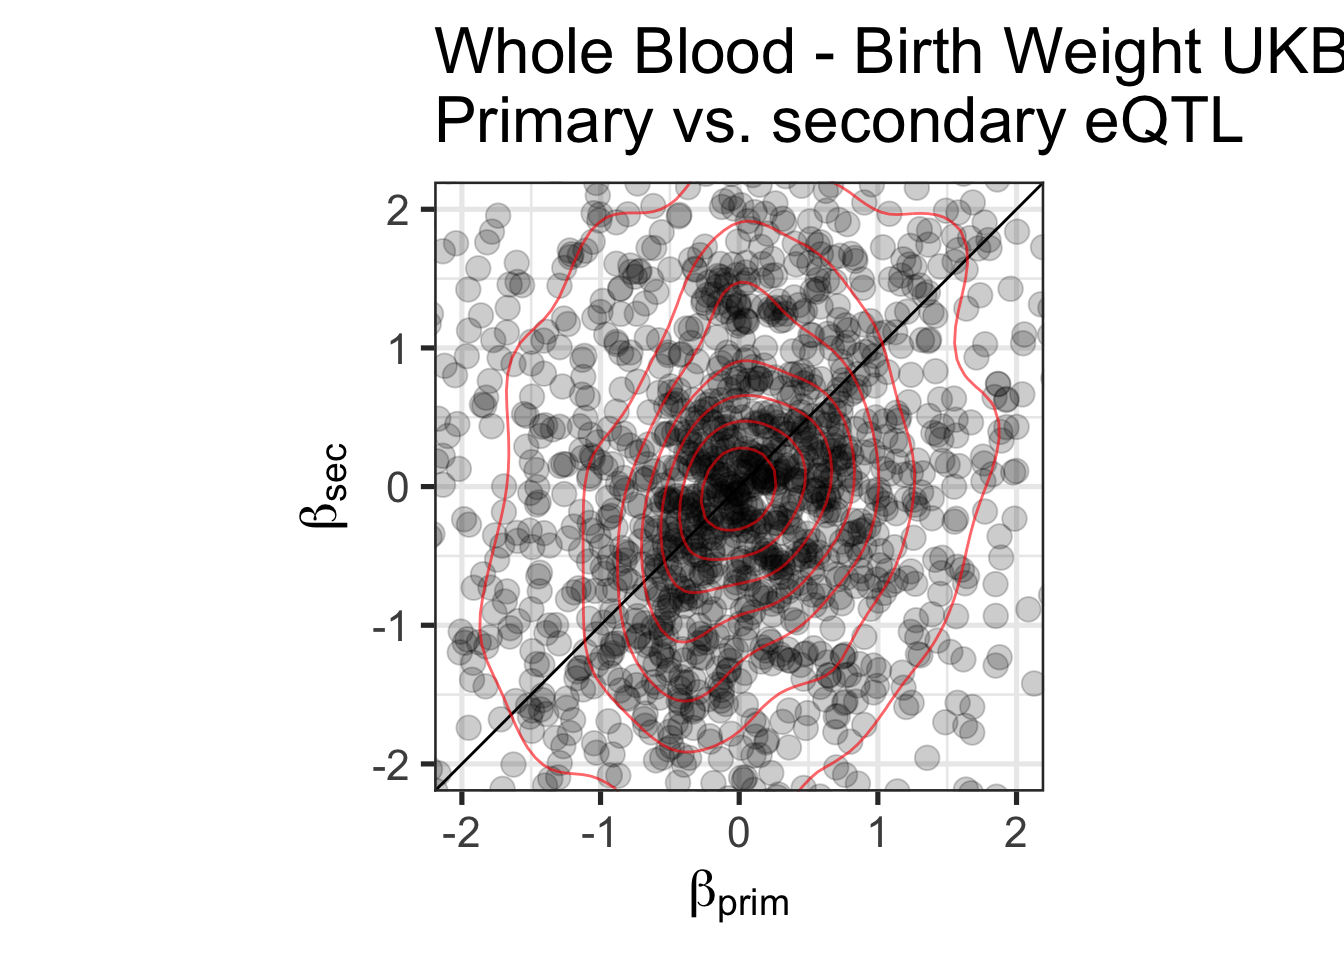 Whole Blood - Birth Weight UKB
Primary vs. secondary eQTL
2
1
0
-1
-2
βsec
-2 -1 0 1 2
βprim